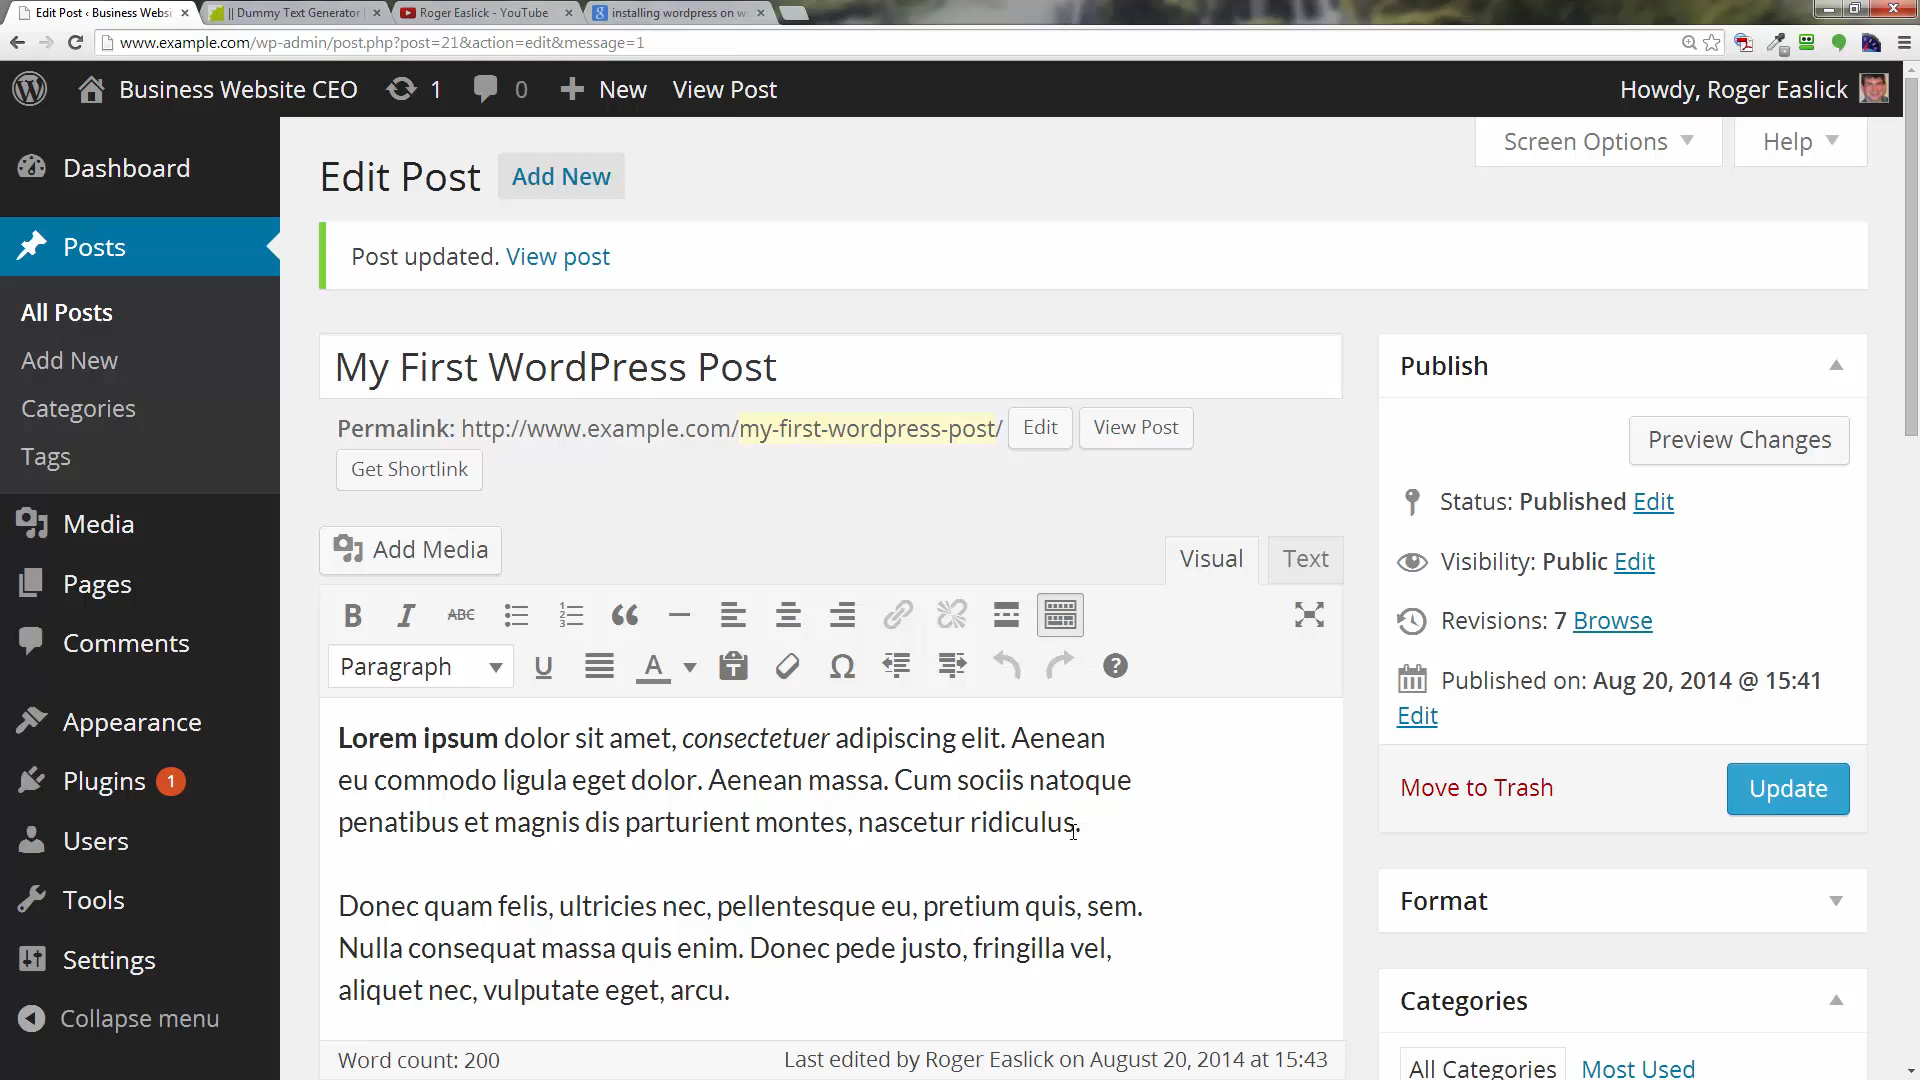 Edit Post ‹ Business Websi
|| Dummy Text Generator |
Roger Easlick - YouTube
installing wordpress on w
www.example.com/wp-admin/post.php?post=21&action=edit&message=1
Business Website CEO 1 0 New View Post Howdy, Roger Easlick
Screen Options Help
Dashboard
Posts
All Posts
Add New
Categories
Tags
Media
Pages
Comments
Appearance
Plugins 1
Users
Tools
Settings
Collapse menu
Edit Post Add New
Post updated. View post
My First WordPress Post
Permalink: http://www.example.com/my-first-wordpress-post/ Edit View Post
Get Shortlink
Add Media
Visual Text
B I ABC
Paragraph U A Ω ?
Lorem ipsum dolor sit amet, consectetuer adipiscing elit. Aenean
eu commodo ligula eget dolor. Aenean massa. Cum sociis natoque
penatibus et magnis dis parturient montes, nascetur ridiculus.
Donec quam felis, ultricies nec, pellentesque eu, pretium quis, sem.
Nulla consequat massa quis enim. Donec pede justo, fringilla vel,
aliquet nec, vulputate eget, arcu.
Word count: 200 Last edited by Roger Easlick on August 20, 2014 at 15:43
Publish
Preview Changes
Status: Published Edit
Visibility: Public Edit
Revisions: 7 Browse
Published on: Aug 20, 2014 @ 15:41
Edit
Move to Trash Update
Format
Categories
All Categories Most Used